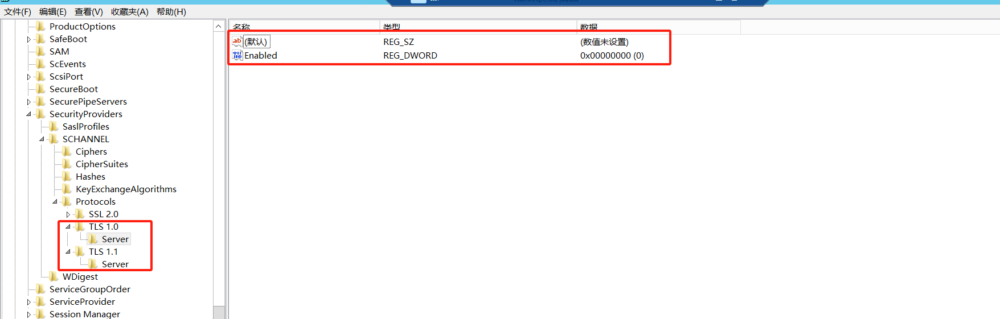 文件(F) 编辑(E) 查看(V) 收藏夹(A) 帮助(H)
ProductOptions
SafeBoot
SAM
ScEvents
ScsiPort
SecureBoot
SecurePipeServers
SecurityProviders
SaslProfiles
SCHANNEL
Ciphers
CipherSuites
Hashes
KeyExchangeAlgorithms
Protocols
SSL 2.0
TLS 1.0
Server
TLS 1.1
Server
WDigest
ServiceGroupOrder
ServiceProvider
Session Manager
名称 类型 数据
(默认) REG_SZ (数值未设置)
Enabled REG_DWORD 0x00000000 (0)